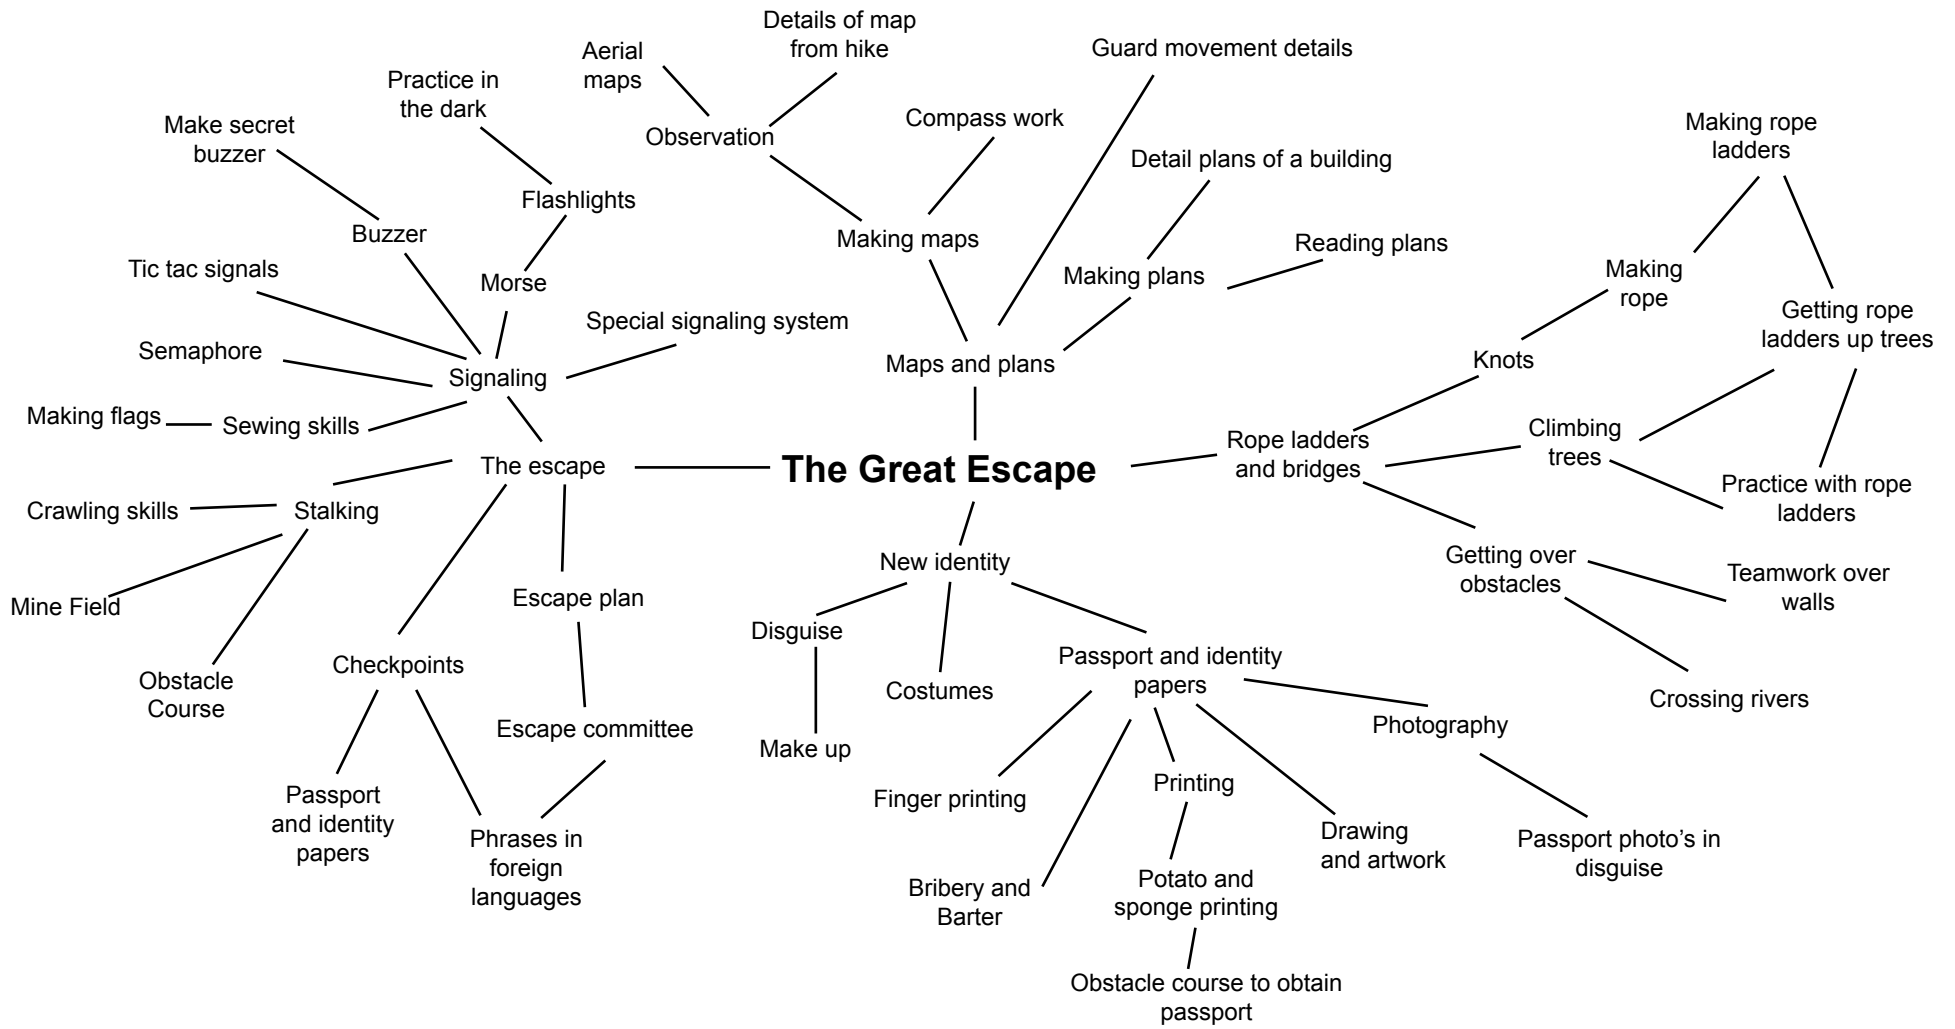 Details of map
from hike
Aerial
maps
Guard movement details
Practice in
the dark
Compass work
Make secret
buzzer
Observation
Making rope
ladders
Detail plans of a building
Flashlights
Buzzer
Making maps
Reading plans
Tic tac signals
Morse
Making plans
Making
rope
Special signaling system
Getting rope
ladders up trees
Semaphore
Signaling
Maps and plans
Knots
Making flags
Sewing skills
The escape
The Great Escape
Rope ladders
and bridges
Climbing
trees
Crawling skills
Stalking
Practice with rope
ladders
New identity
Getting over
obstacles
Teamwork over
walls
Mine Field
Escape plan
Disguise
Checkpoints
Passport and identity
papers
Obstacle
Course
Costumes
Crossing rivers
Escape committee
Make up
Photography
Finger printing
Printing
Passport
and identity
papers
Phrases in
foreign
languages
Drawing
and artwork
Passport photo’s in
disguise
Bribery and
Barter
Potato and
sponge printing
Obstacle course to obtain
passport